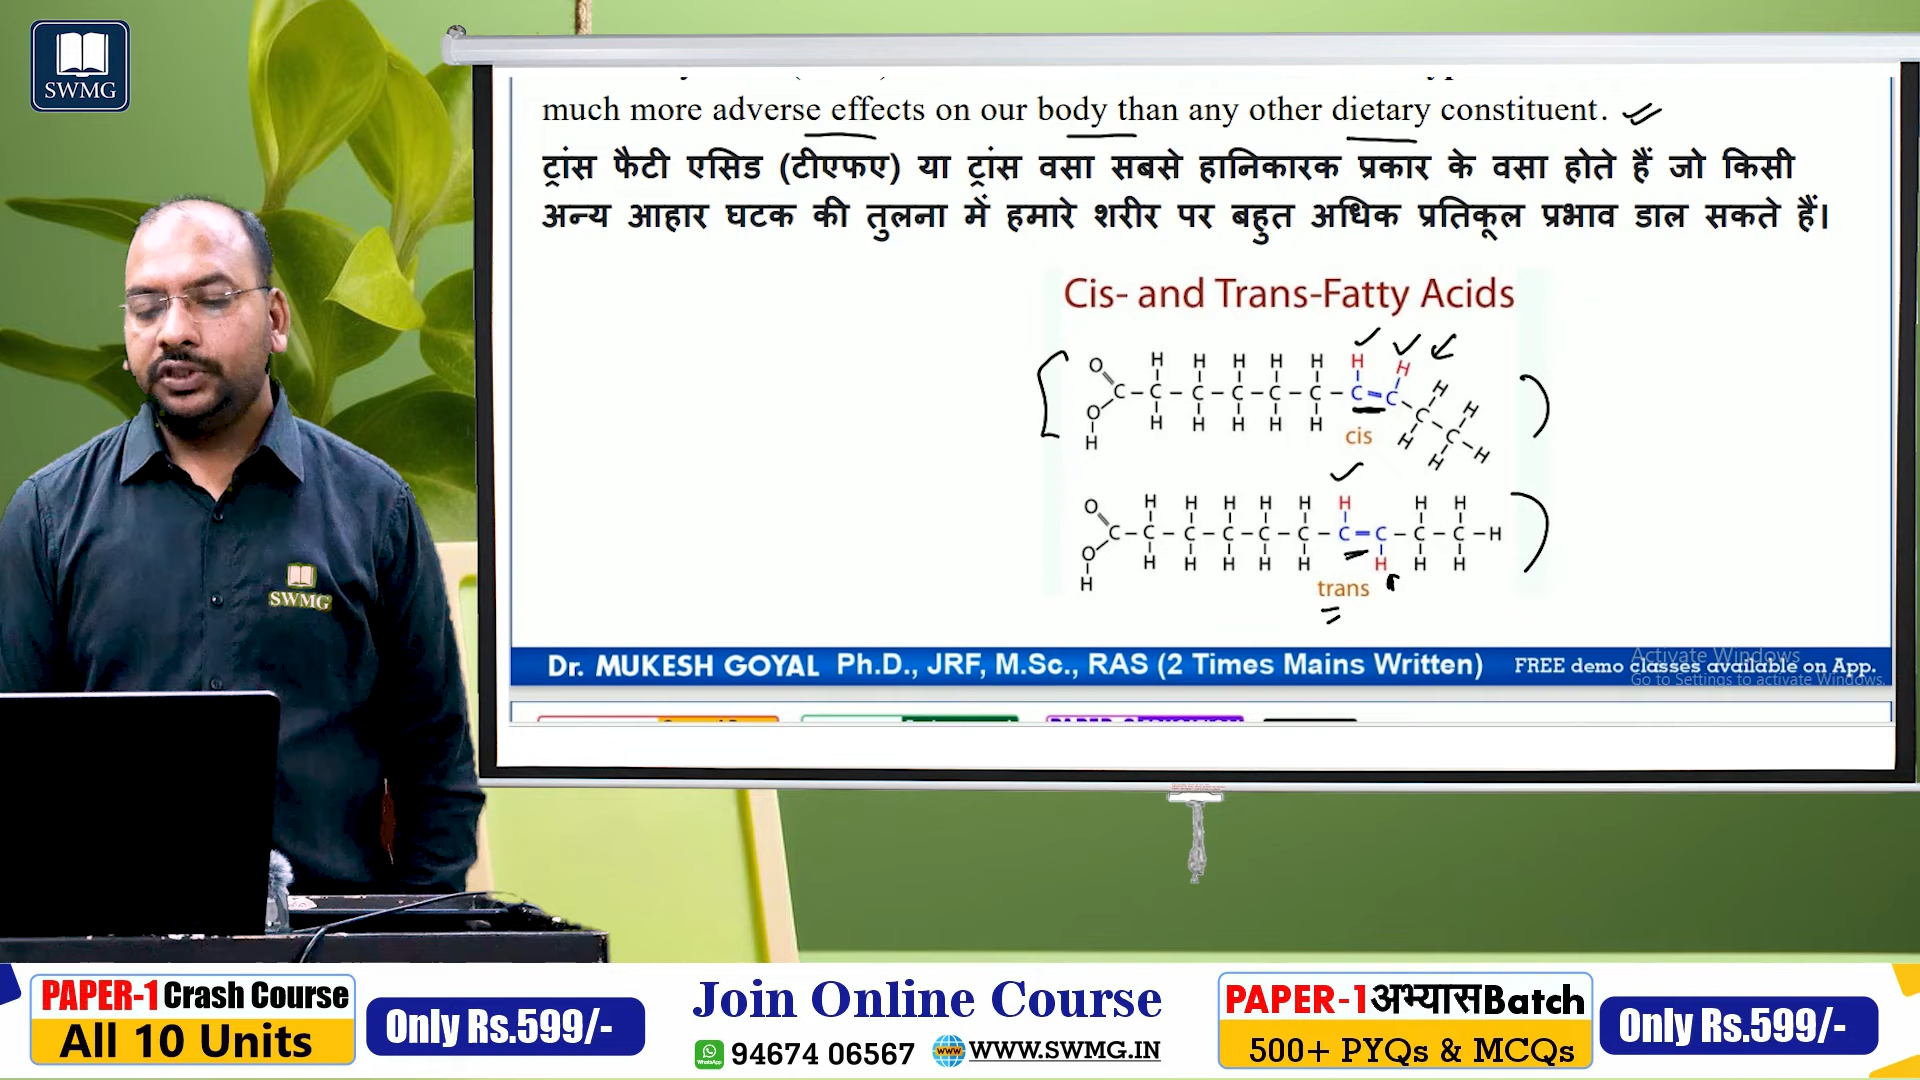 SWMG
much more adverse effects on our body than any other dietary constituent.
ट्रांस फैटी एसिड (टीएफए) या ट्रांस वसा सबसे हानिकारक प्रकार के वसा होते हैं जो किसी
अन्य आहार घटक की तुलना में हमारे शरीर पर बहुत अधिक प्रतिकूल प्रभाव डाल सकते हैं।
Cis- and Trans-Fatty Acids
H H H H H H H H H
O C - C - C - C - C - C - C = C - C - C H
O H H H H H H H H
H
cis
H H H H H H H H
O C - C - C - C - C - C - C = C - C - C - H
O H H H H H H H H
H
trans
SWMG
Dr. MUKESH GOYAL Ph.D., JRF, M.Sc., RAS (2 Times Mains Written) FREE demo classes available on App.
Activate Windows
Go to Settings to activate Windows.
PAPER-1 Crash Course
All 10 Units
Only Rs.599/-
Join Online Course
94674 06567 WWW.SWMG.IN
PAPER-1 अभ्यास Batch
500+ PYQs & MCQs
Only Rs.599/-